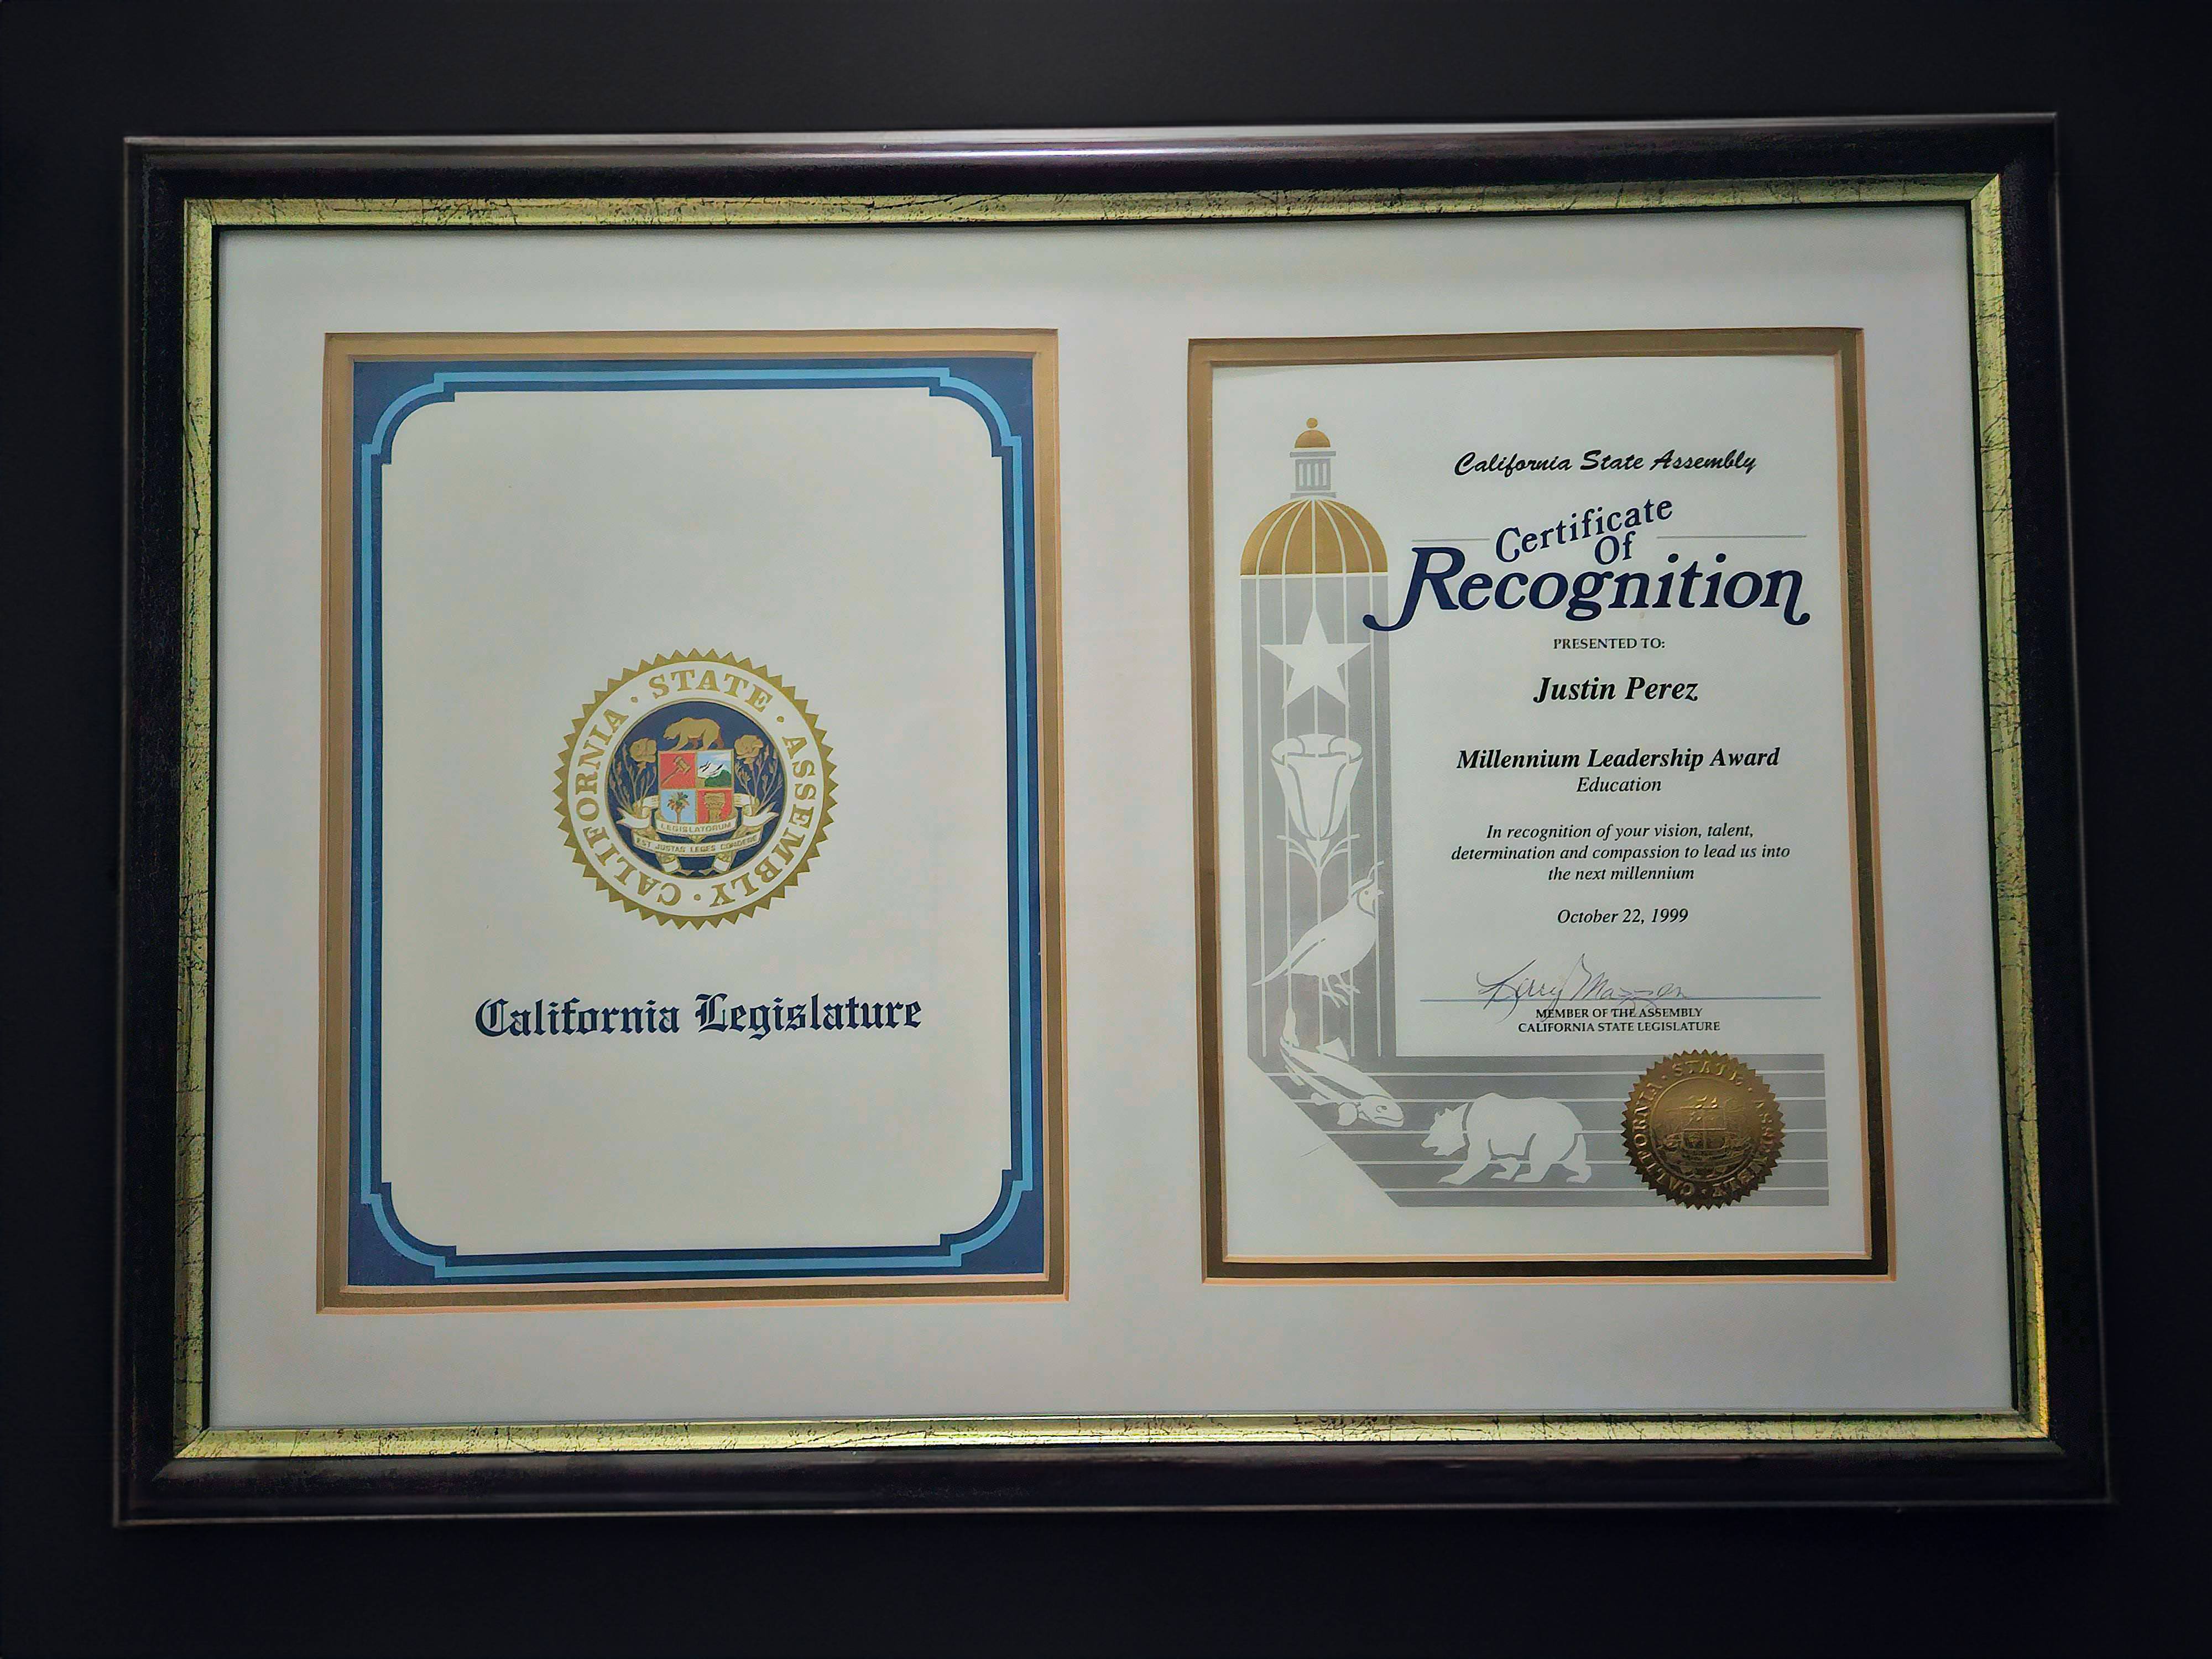 CALIFORNIA · STATE · ASSEMBLY ·
LEGISLATORUM
EST JUSTAS LEGES CONDERE
California Legislature
California State Assembly
Certificate
Of
Recognition
PRESENTED TO:
Justin Perez
Millennium Leadership Award
Education
In recognition of your vision, talent,
determination and compassion to lead us into
the next millennium
October 22, 1999
Kerry Mazzoni
MEMBER OF THE ASSEMBLY
CALIFORNIA STATE LEGISLATURE
CALIFORNIA · STATE · ASSEMBLY ·